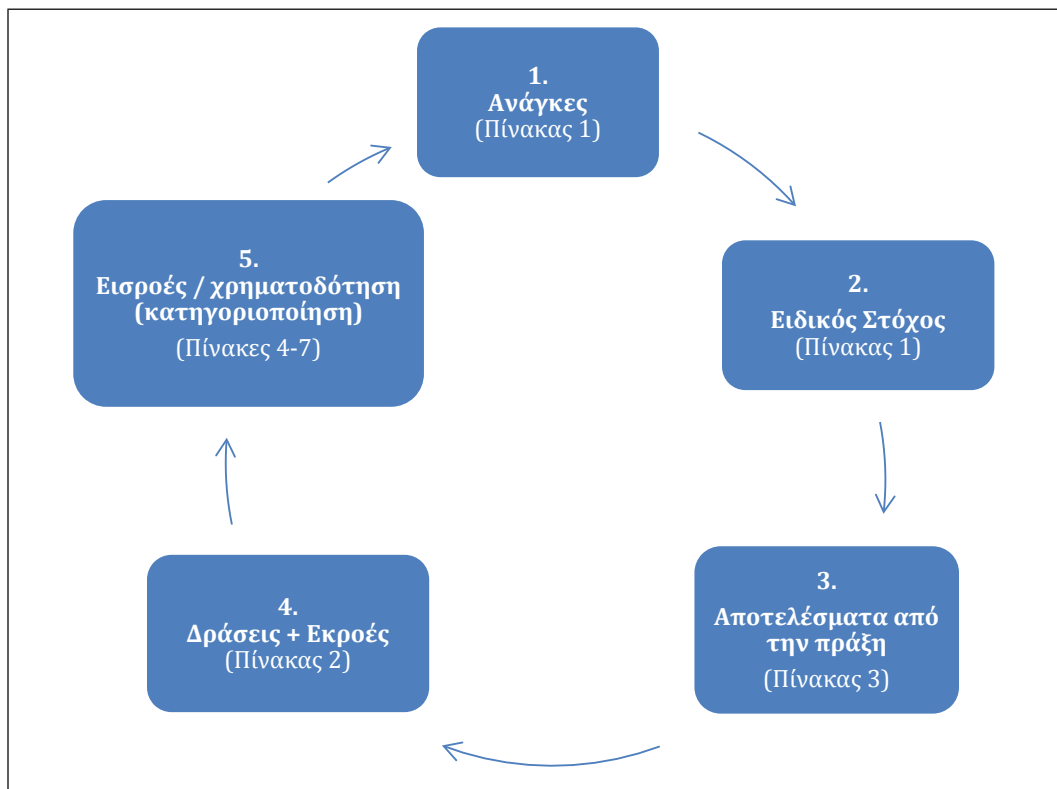 1.
Ανάγκες
(Πίνακας 1)
2.
Ειδικός Στόχος
(Πίνακας 1)
3.
Αποτελέσματα από
την πράξη
(Πίνακας 3)
4.
Δράσεις + Εκροές
(Πίνακας 2)
5.
Εισροές / χρηματοδότηση
(κατηγοριοποίηση)
(Πίνακες 4-7)